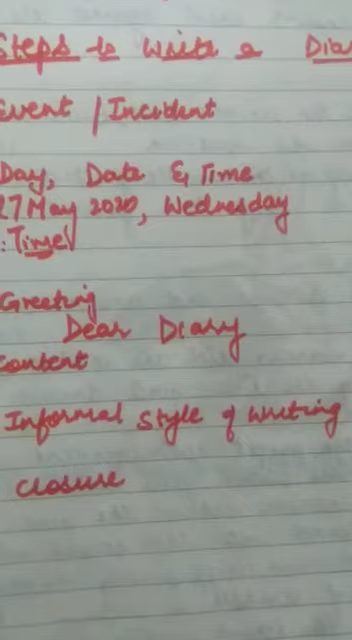 Steps to Write a Diar
Event / Incident
Day, Date & Time
27 May 2020, Wednesday
:Time
Greeting
Dear Diary
Content
Informal Style of writing
closure